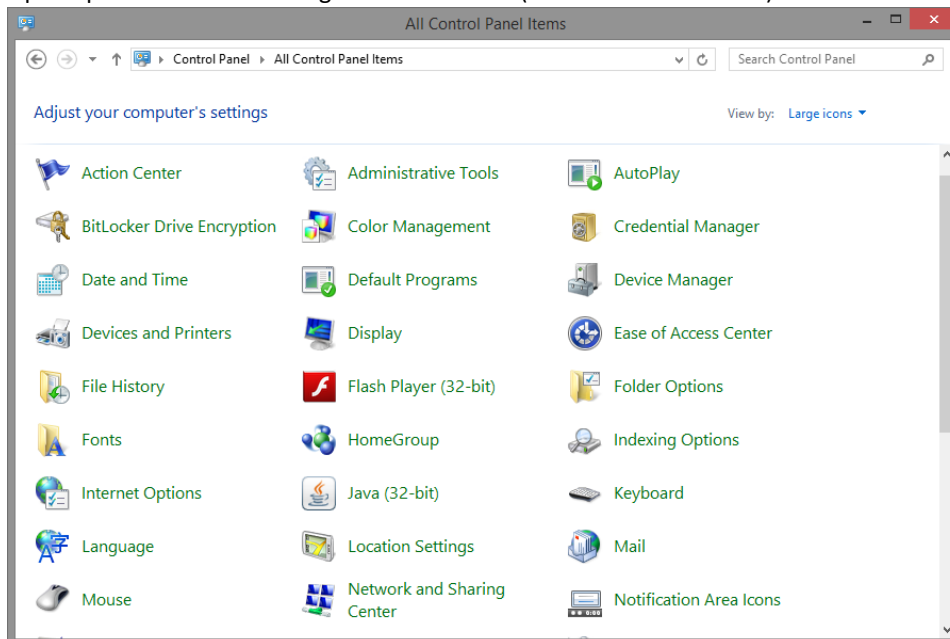 All Control Panel Items
Control Panel All Control Panel Items Search Control Panel
Adjust your computer's settings View by: Large icons
Action Center Administrative Tools AutoPlay
BitLocker Drive Encryption Color Management Credential Manager
Date and Time Default Programs Device Manager
Devices and Printers Display Ease of Access Center
File History Flash Player (32-bit) Folder Options
Fonts HomeGroup Indexing Options
Internet Options Java (32-bit) Keyboard
Language Location Settings Mail
Mouse Network and Sharing Center Notification Area Icons